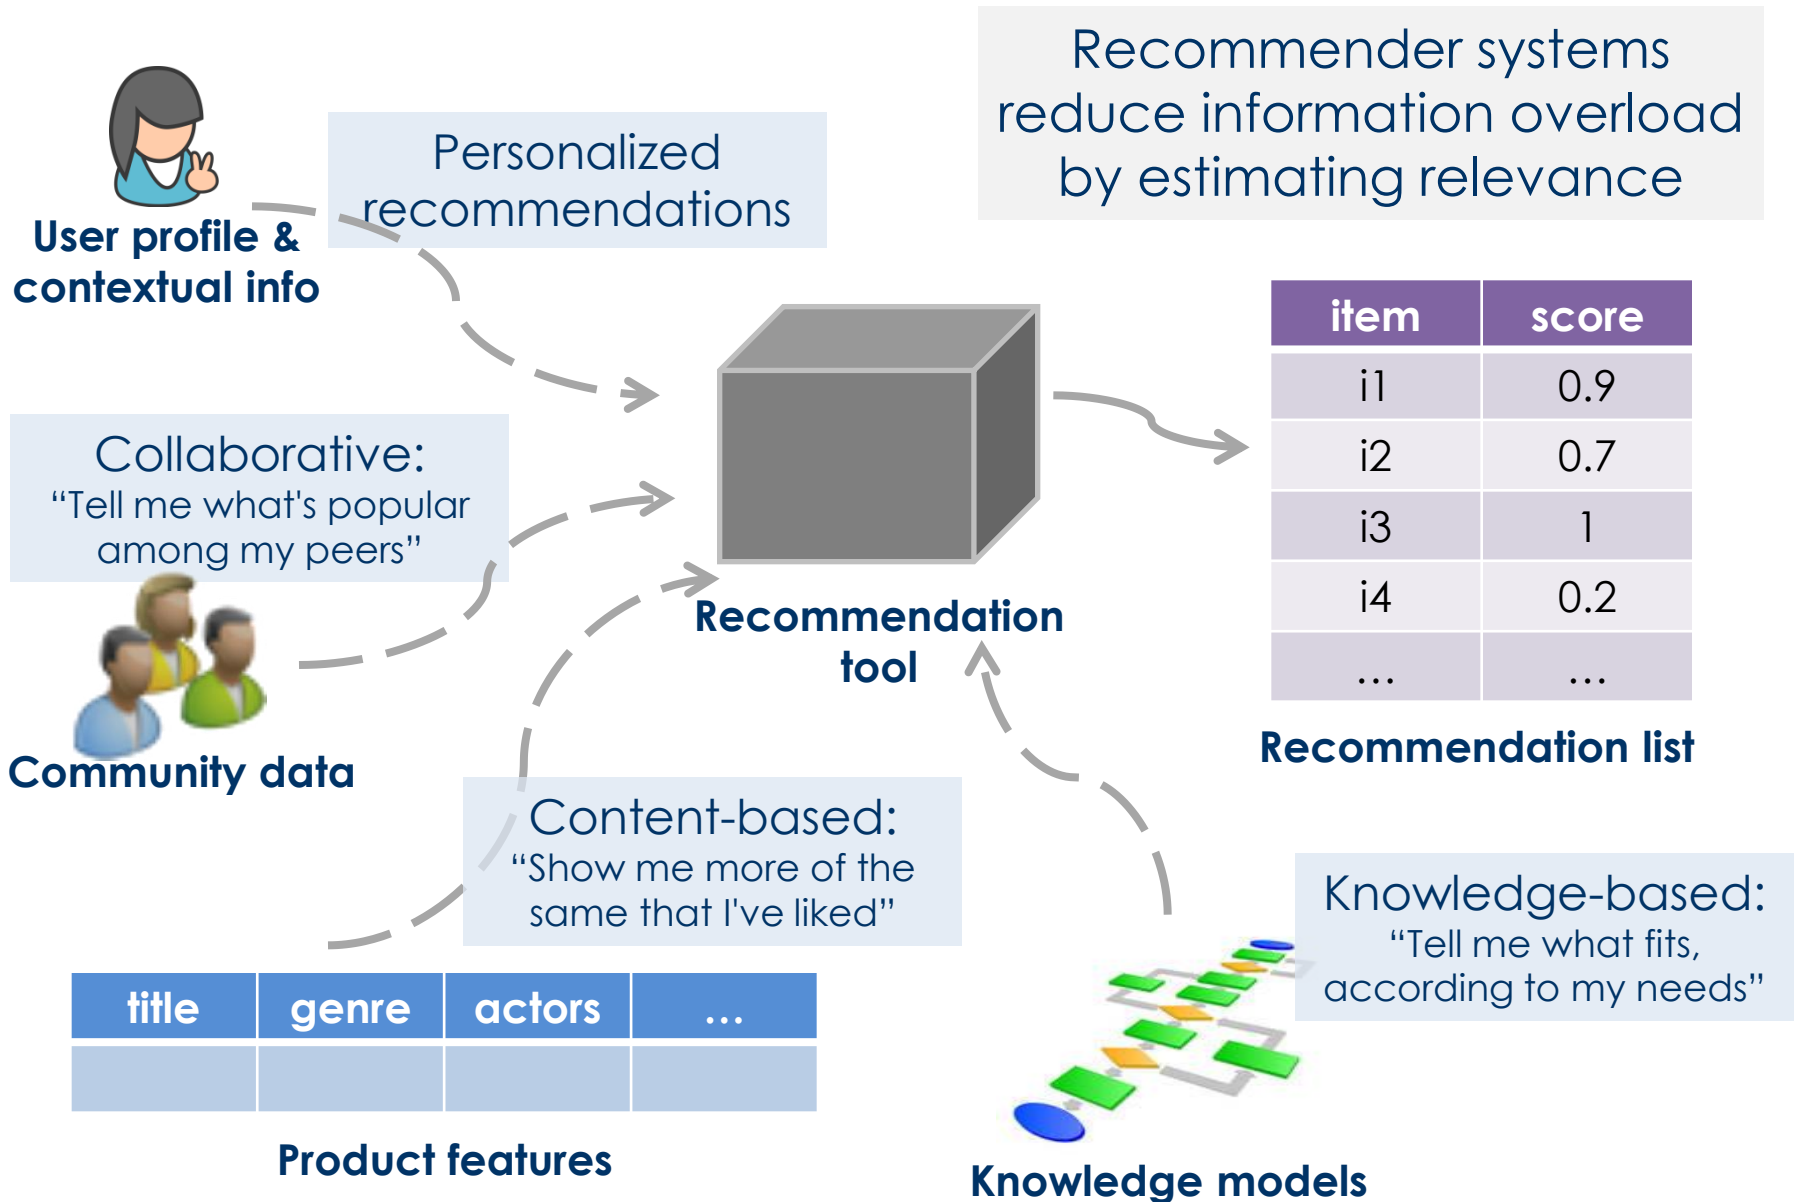 Recommender systems
reduce information overload
by estimating relevance
Personalized
recommendations
User profile &
contextual info
Collaborative:
“Tell me what's popular
among my peers”
Community data
Recommendation
tool
item score
i1 0.9
i2 0.7
i3 1
i4 0.2
… …
Recommendation list
Content-based:
“Show me more of the
same that I've liked”
title genre actors …
Product features
Knowledge-based:
“Tell me what fits,
according to my needs”
Knowledge models